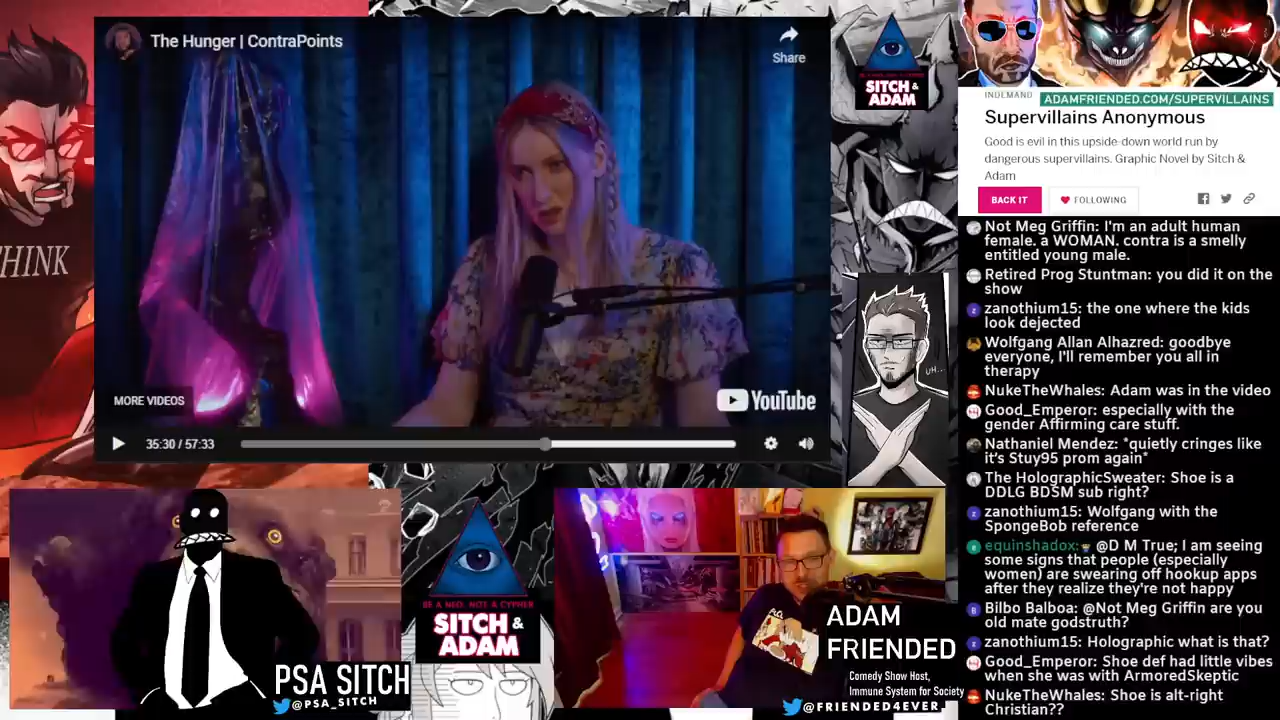 The Hunger | ContraPoints
Share
MORE VIDEOS
YouTube
35:30 / 57:33
THINK
SITCH &
ADAM
UH...
INDEMAND
ADAMFRIENDED.COM/SUPERVILLAINS
Supervillains Anonymous
Good is evil in this upside-down world run by
dangerous supervillains. Graphic Novel by Sitch &
Adam
BACK IT
FOLLOWING
Not Meg Griffin: I'm an adult human
female. a WOMAN. contra is a smelly
entitled young male.
Retired Prog Stuntman: you did it on the
show
zanothium15: the one where the kids
look dejected
Wolfgang Allan Alhazred: goodbye
everyone, I'll remember you all in
therapy
NukeTheWhales: Adam was in the video
Good_Emperor: especially with the
gender Affirming care stuff.
Nathaniel Mendez: *quietly cringes like
it's Stuy95 prom again*
The HolographicSweater: Shoe is a
DDLG BDSM sub right?
zanothium15: Wolfgang with the
SpongeBob reference
equinshadox: @D M True; I am seeing
some signs that people (especially
women) are swearing off hookup apps
after they realize they're not happy
Bilbo Balboa: @Not Meg Griffin are you
old mate godstruth?
zanothium15: Holographic what is that?
Good_Emperor: Shoe def had little vibes
when she was with ArmoredSkeptic
NukeTheWhales: Shoe is alt-right
Christian??
PSA SITCH
@PSA_SITCH
BE A NEO, NOT A CYPHER
SITCH &
ADAM
ADAM
FRIENDED
Comedy Show Host,
Immune System for Society
@FRIENDED4EVER